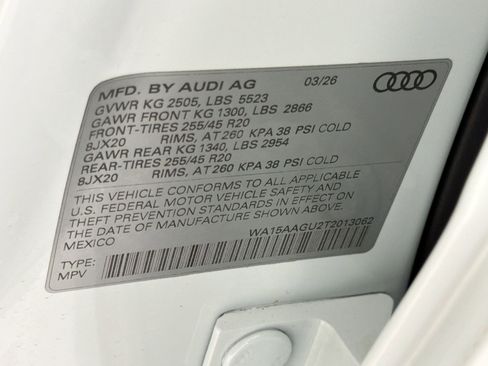 MFD. BY AUDI AG 03/26
GVWR KG 2505, LBS 5523
GAWR FRONT KG 1300, LBS 2866
FRONT-TIRES 255/45 R20
8JX20 RIMS, AT 260 KPA 38 PSI COLD
GAWR REAR KG 1340, LBS 2954
REAR-TIRES 255/45 R20
8JX20 RIMS, AT 260 KPA 38 PSI COLD
THIS VEHICLE CONFORMS TO ALL APPLICABLE
U.S. FEDERAL MOTOR VEHICLE SAFETY AND
THEFT PREVENTION STANDARDS IN EFFECT ON
THE DATE OF MANUFACTURE SHOWN ABOVE.
MEXICO WA15AAGU2T2013062
TYPE:
MPV